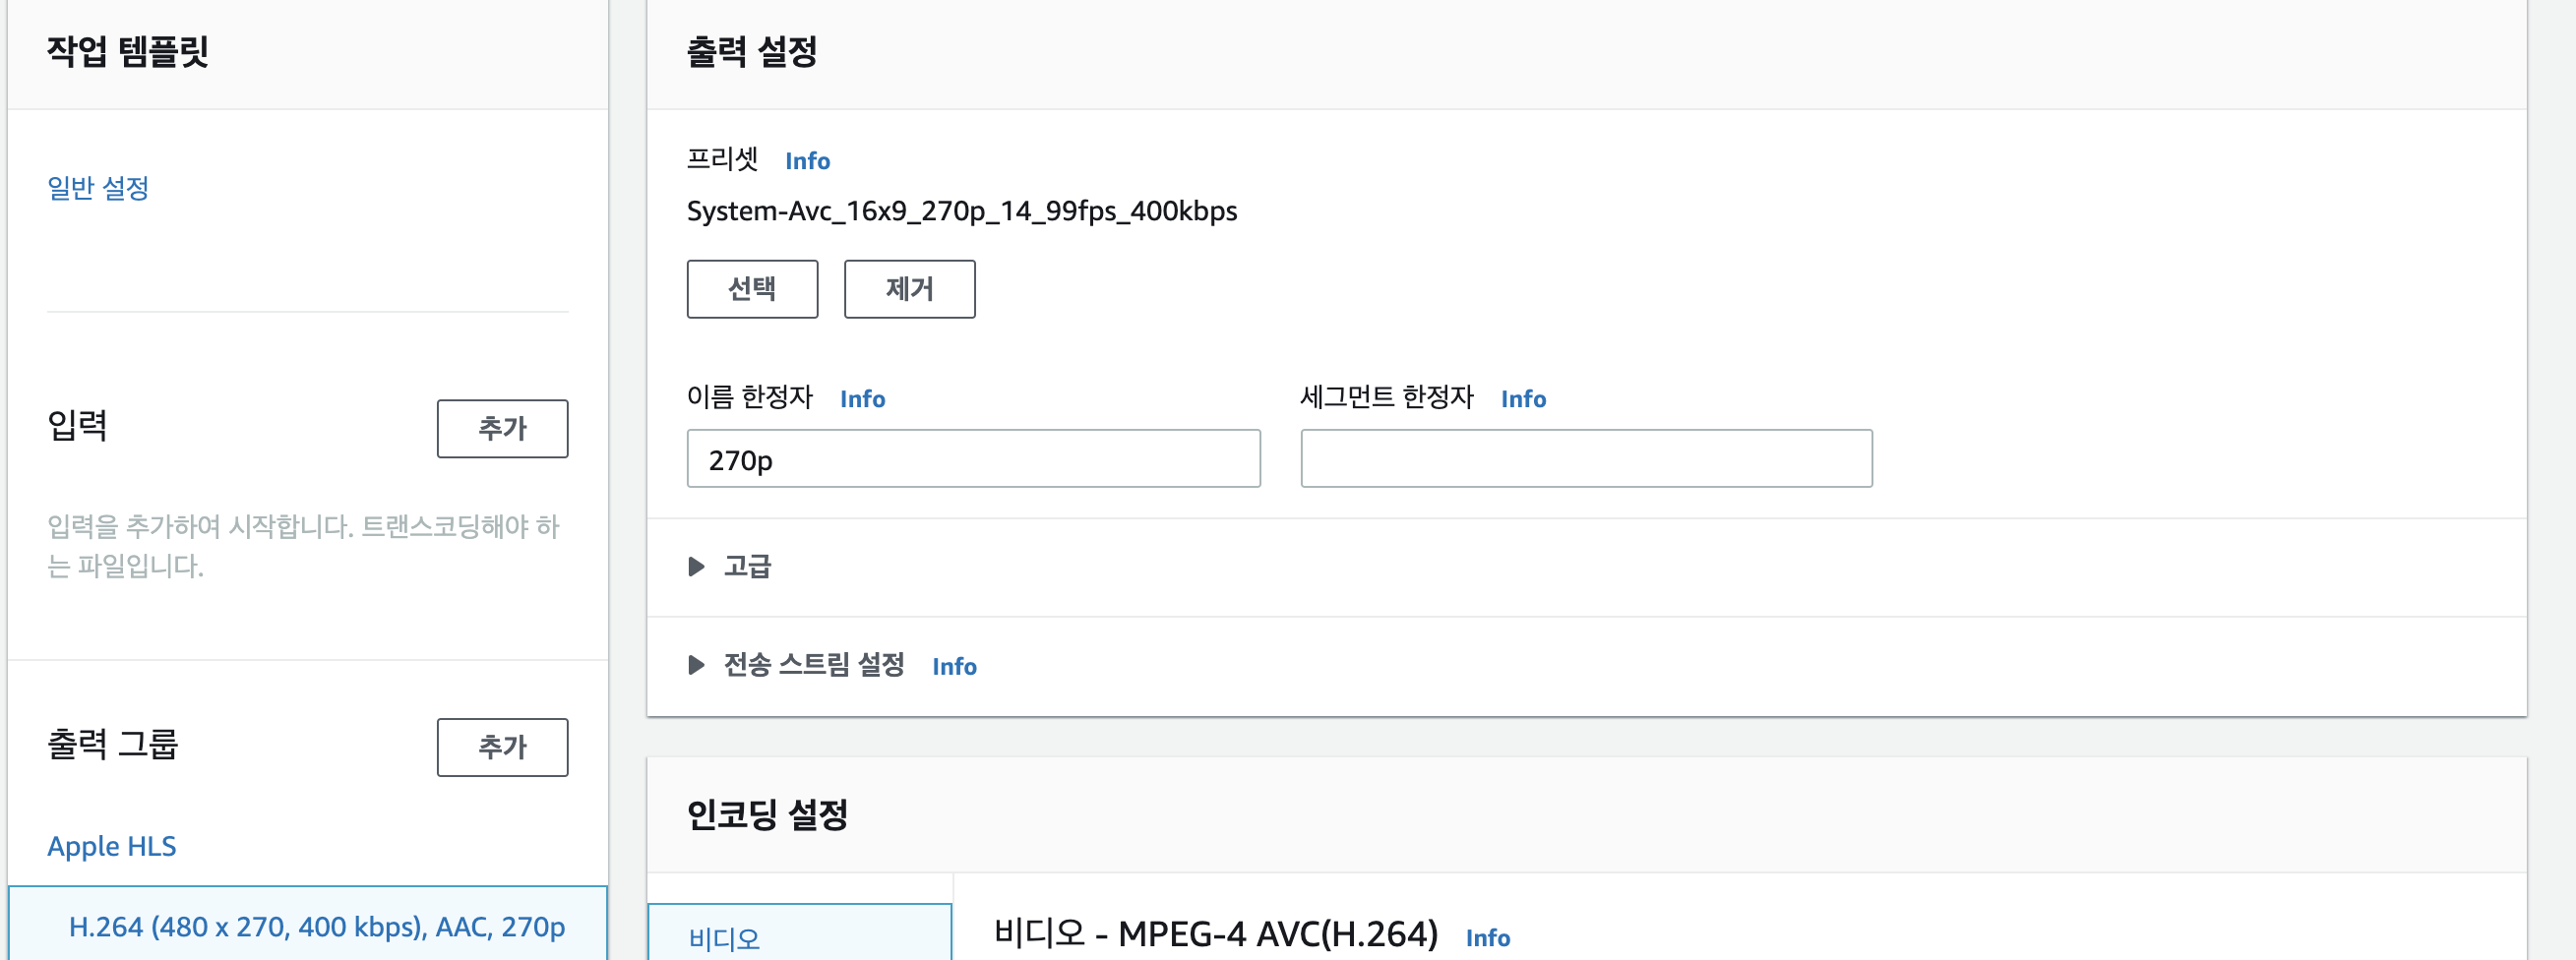 작업 템플릿
일반 설정
입력
추가
입력을 추가하여 시작합니다. 트랜스코딩해야 하
는 파일입니다.
출력 그룹
추가
Apple HLS
H.264 (480 x 270, 400 kbps), AAC, 270p
출력 설정
프리셋 Info
System-Avc_16x9_270p_14_99fps_400kbps
선택 제거
이름 한정자 Info 세그먼트 한정자 Info
270p
고급
전송 스트림 설정 Info
인코딩 설정
비디오
비디오 - MPEG-4 AVC(H.264) Info